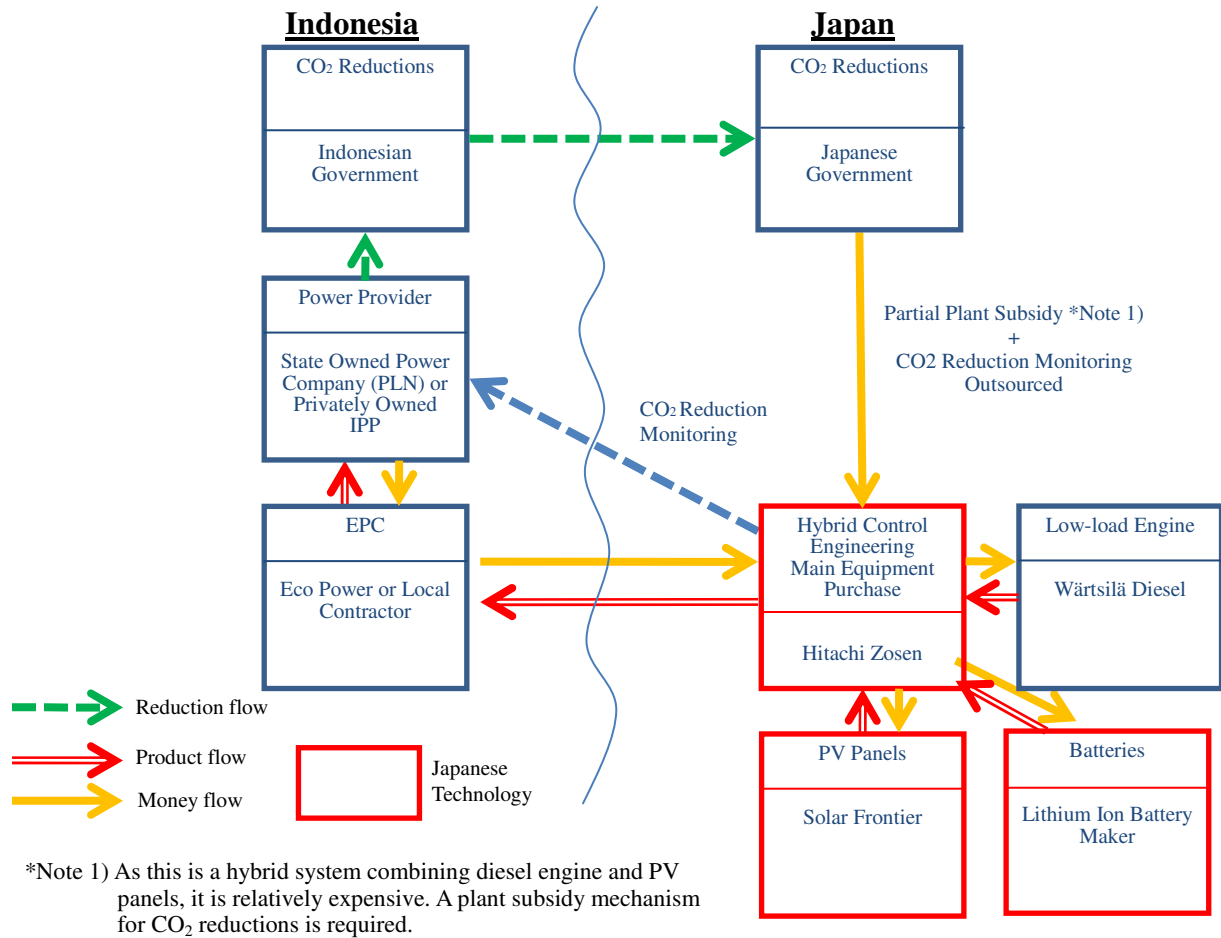 Indonesia
Japan
CO2 Reductions
Indonesian
Government
CO2 Reductions
Japanese
Government
Power Provider
State Owned Power
Company (PLN) or
Privately Owned
IPP
Partial Plant Subsidy *Note 1)
+
CO2 Reduction Monitoring
Outsourced
CO2 Reduction
Monitoring
EPC
Eco Power or Local
Contractor
Hybrid Control
Engineering
Main Equipment
Purchase
Hitachi Zosen
Low-load Engine
Wärtsilä Diesel
Reduction flow
Product flow
Money flow
Japanese
Technology
PV Panels
Solar Frontier
Batteries
Lithium Ion Battery
Maker
*Note 1) As this is a hybrid system combining diesel engine and PV
panels, it is relatively expensive. A plant subsidy mechanism
for CO2 reductions is required.